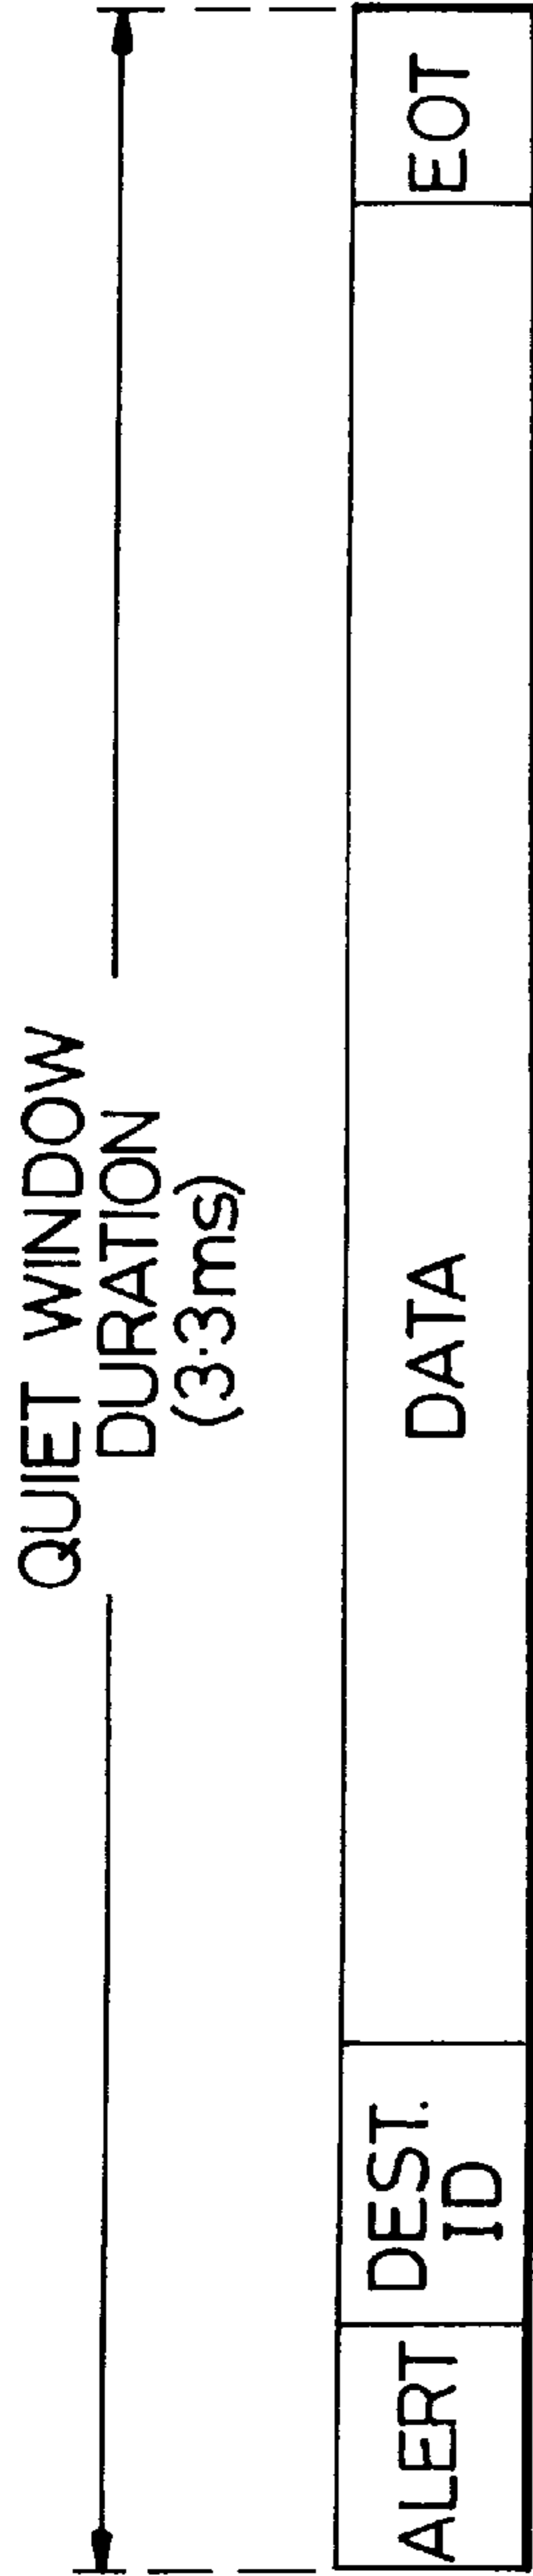 QUIET WINDOW
DURATION
(3·3ms)
ALERT
DEST.
ID
DATA
EOT